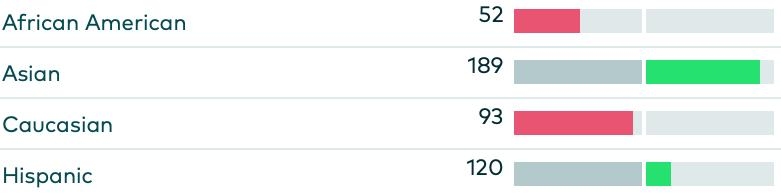 African American 52
Asian 189
Caucasian 93
Hispanic 120